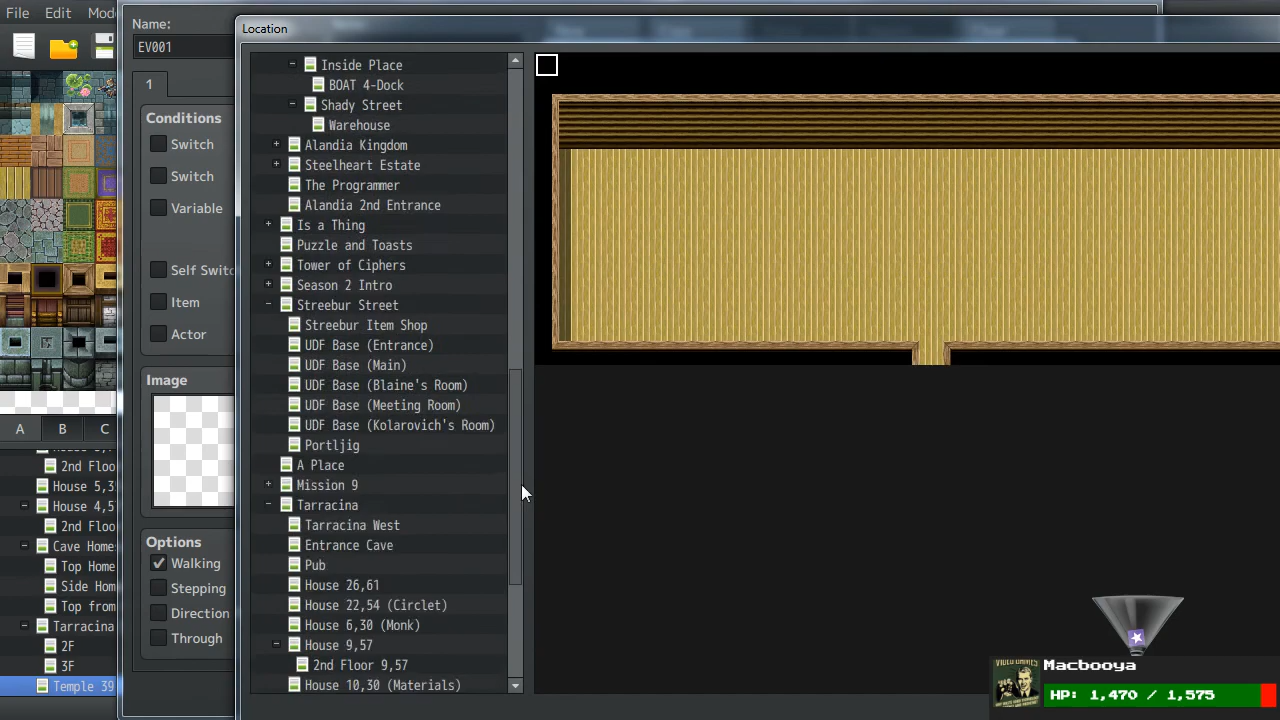 File Edit Mod
Name:
EV001
1
Conditions
Switch
Switch
Variable
Self Switc
Item
Actor
Image
Options
Walking
Stepping
Direction
Through
A B C
2nd Floo
House 5,3
House 4,5
2nd Floo
Cave Home
Top Home
Side Hom
Top from
Tarracina
2F
3F
Temple 39
Location
Inside Place
BOAT 4-Dock
Shady Street
Warehouse
Alandia Kingdom
Steelheart Estate
The Programmer
Alandia 2nd Entrance
Is a Thing
Puzzle and Toasts
Tower of Ciphers
Season 2 Intro
Streebur Street
Streebur Item Shop
UDF Base (Entrance)
UDF Base (Main)
UDF Base (Blaine's Room)
UDF Base (Meeting Room)
UDF Base (Kolarovich's Room)
Portljig
A Place
Mission 9
Tarracina
Tarracina West
Entrance Cave
Pub
House 26,61
House 22,54 (Circlet)
House 6,30 (Monk)
House 9,57
2nd Floor 9,57
House 10,30 (Materials)
Macbooya
HP: 1,470 / 1,575